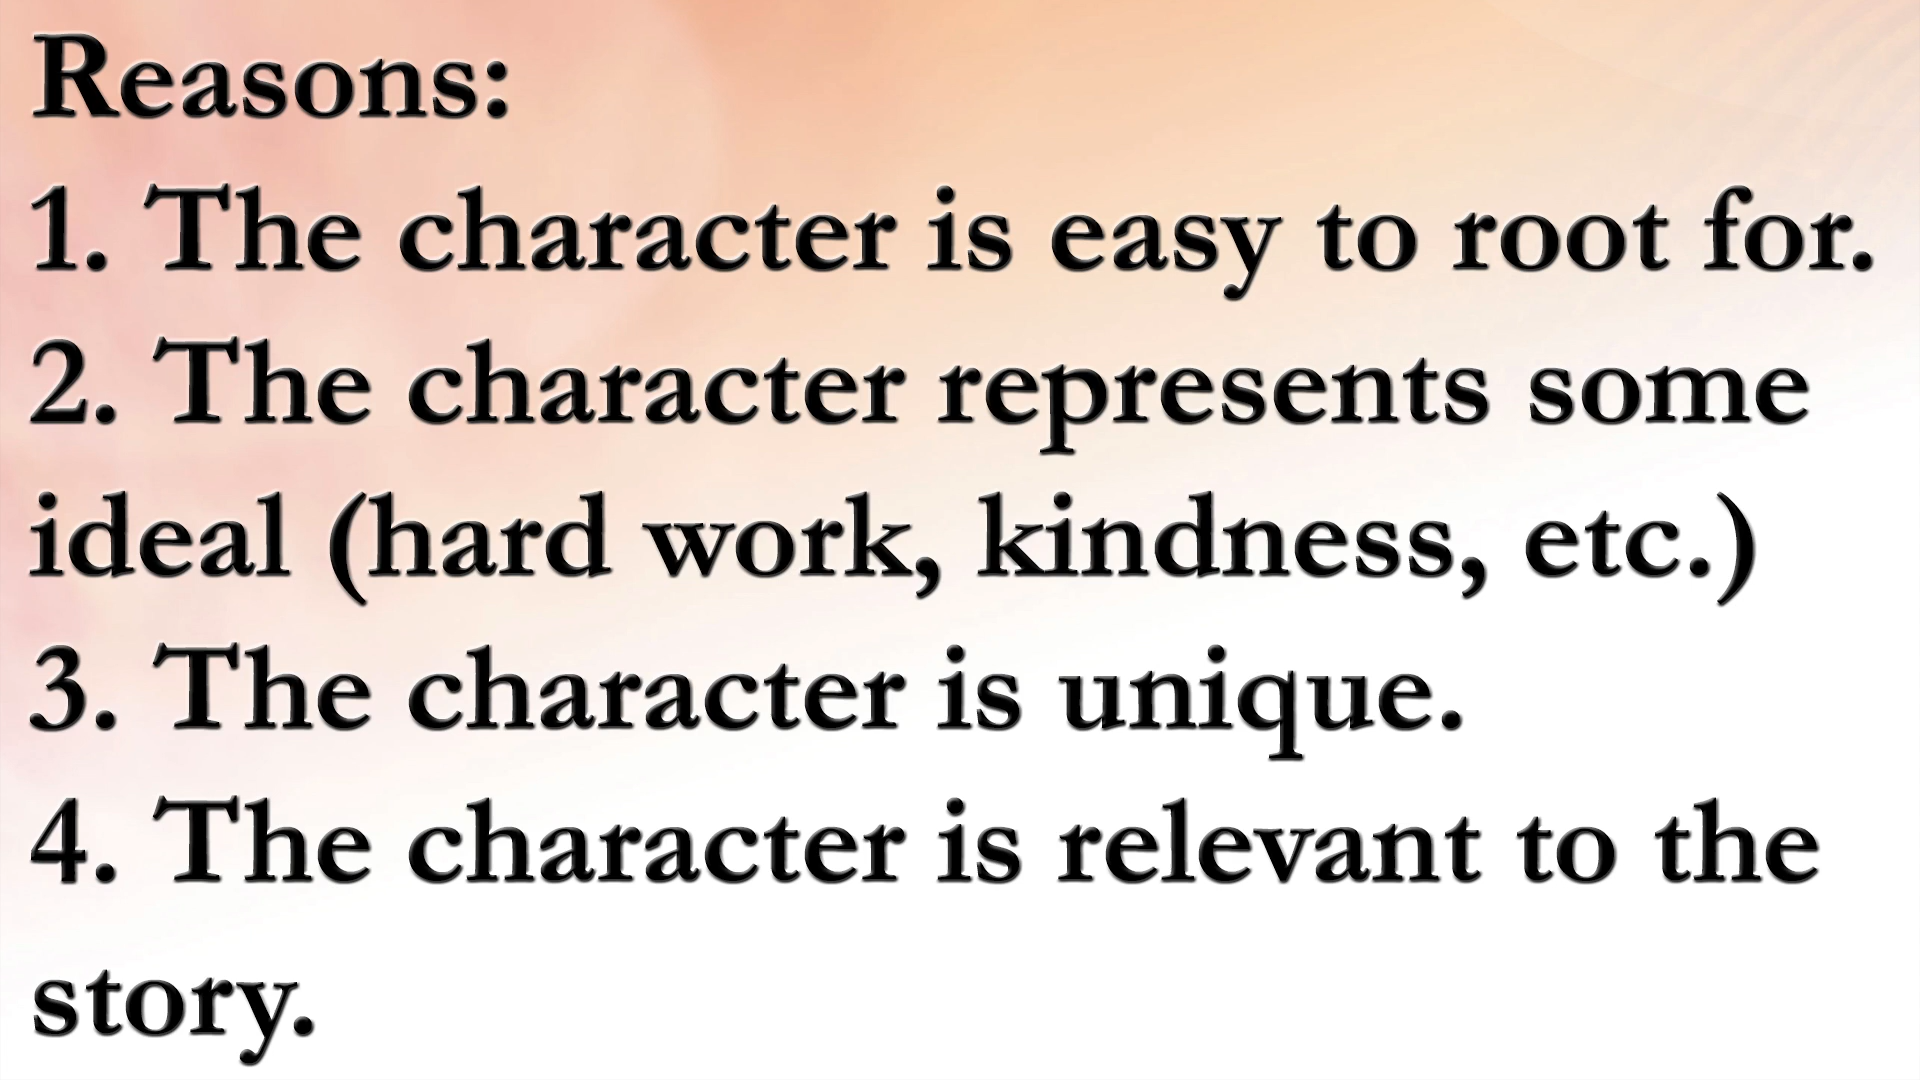 Reasons:
1. The character is easy to root for.
2. The character represents some
ideal (hard work, kindness, etc.)
3. The character is unique.
4. The character is relevant to the
story.